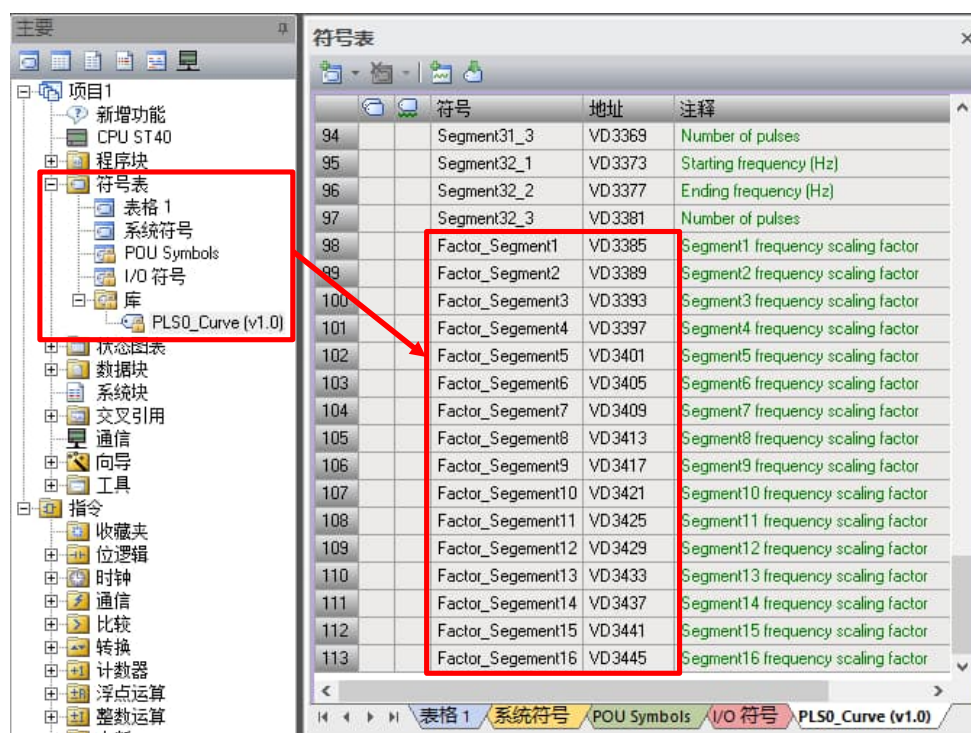 主要
项目1
新增功能
CPU ST40
程序块
符号表
表格 1
系统符号
POU Symbols
I/O 符号
库
PLS0_Curve (v1.0)
状态图表
数据块
系统块
交叉引用
通信
向导
工具
指令
收藏夹
位逻辑
时钟
通信
比较
转换
计数器
浮点运算
整数运算
符号表
符号 地址 注释
94 Segment31_3 VD3369 Number of pulses
95 Segment32_1 VD3373 Starting frequency (Hz)
96 Segment32_2 VD3377 Ending frequency (Hz)
97 Segment32_3 VD3381 Number of pulses
98 Factor_Segment1 VD3385 Segment1 frequency scaling factor
99 Factor_Segment2 VD3389 Segment2 frequency scaling factor
100 Factor_Segement3 VD3393 Segment3 frequency scaling factor
101 Factor_Segement4 VD3397 Segment4 frequency scaling factor
102 Factor_Segement5 VD3401 Segment5 frequency scaling factor
103 Factor_Segement6 VD3405 Segment6 frequency scaling factor
104 Factor_Segement7 VD3409 Segment7 frequency scaling factor
105 Factor_Segement8 VD3413 Segment8 frequency scaling factor
106 Factor_Segement9 VD3417 Segment9 frequency scaling factor
107 Factor_Segement10 VD3421 Segment10 frequency scaling factor
108 Factor_Segement11 VD3425 Segment11 frequency scaling factor
109 Factor_Segement12 VD3429 Segment12 frequency scaling factor
110 Factor_Segement13 VD3433 Segment13 frequency scaling factor
111 Factor_Segement14 VD3437 Segment14 frequency scaling factor
112 Factor_Segement15 VD3441 Segment15 frequency scaling factor
113 Factor_Segement16 VD3445 Segment16 frequency scaling factor
表格 1 系统符号 POU Symbols I/O 符号 PLS0_Curve (v1.0)